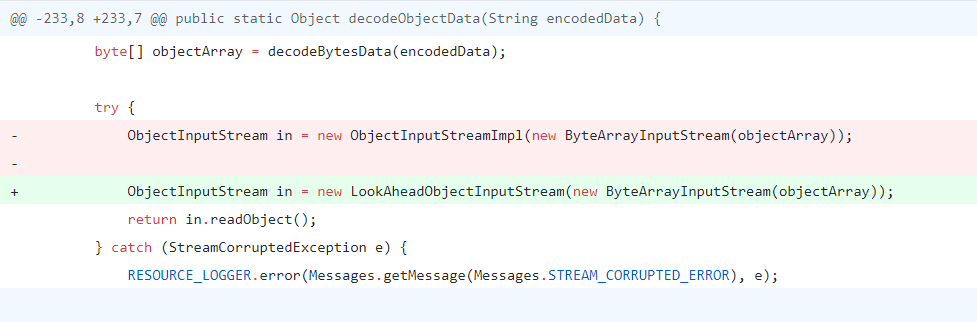 @@ -233,8 +233,7 @@ public static Object decodeObjectData(String encodedData) {
byte[] objectArray = decodeBytesData(encodedData);
try {
- ObjectInputStream in = new ObjectInputStreamImpl(new ByteArrayInputStream(objectArray));
-
+ ObjectInputStream in = new LookAheadObjectInputStream(new ByteArrayInputStream(objectArray));
return in.readObject();
} catch (StreamCorruptedException e) {
RESOURCE_LOGGER.error(Messages.getMessage(Messages.STREAM_CORRUPTED_ERROR), e);